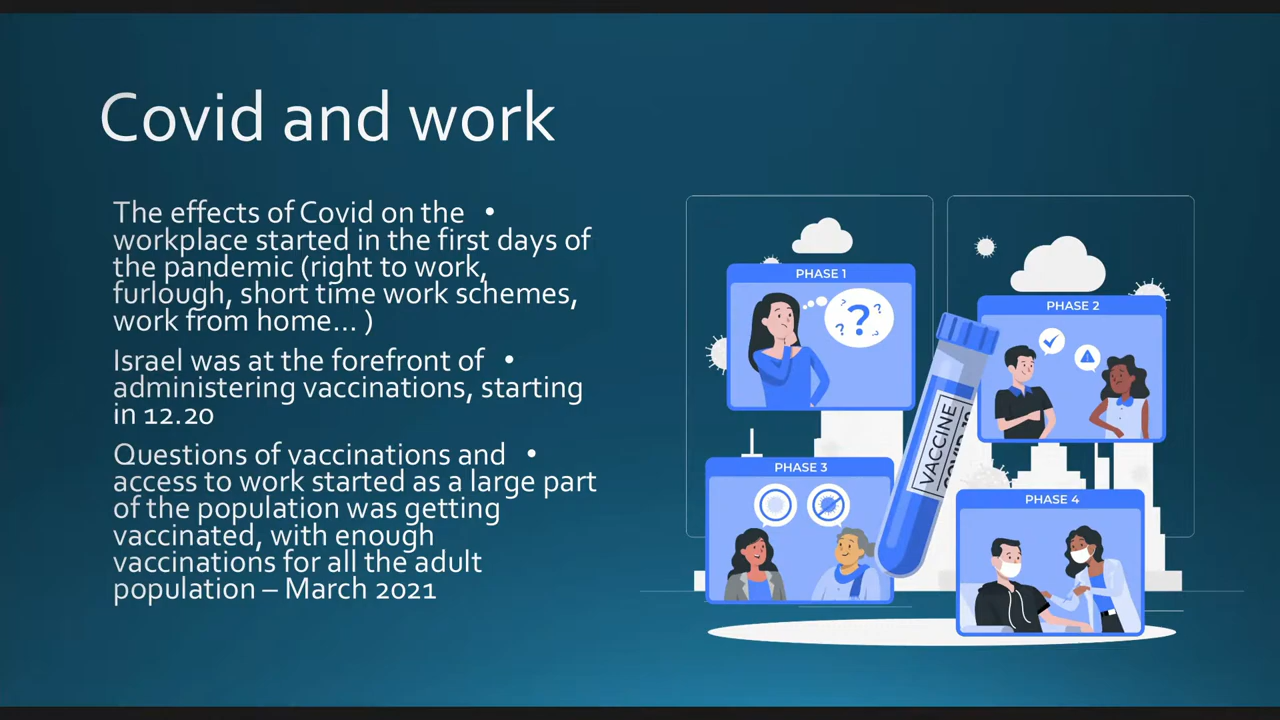 Covid and work
The effects of Covid on the •
workplace started in the first days of
the pandemic (right to work,
furlough, short time work schemes,
work from home... )
Israel was at the forefront of •
administering vaccinations, starting
in 12.20
Questions of vaccinations and •
access to work started as a large part
of the population was getting
vaccinated, with enough
vaccinations for all the adult
population – March 2021
PHASE 1
?
PHASE 2
VACCINE
PHASE 3
PHASE 4